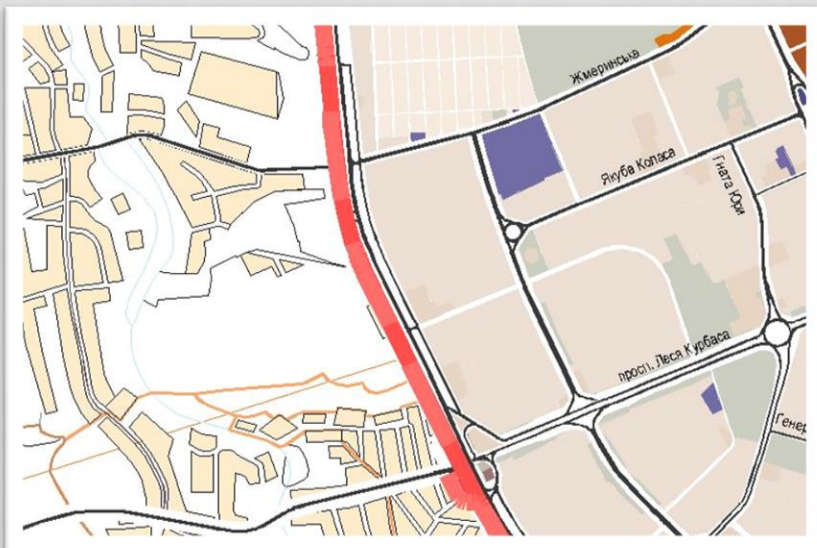 Жмеринська
Якуба Коласа
Гната Юри
просп. Леся Курбаса
Генер